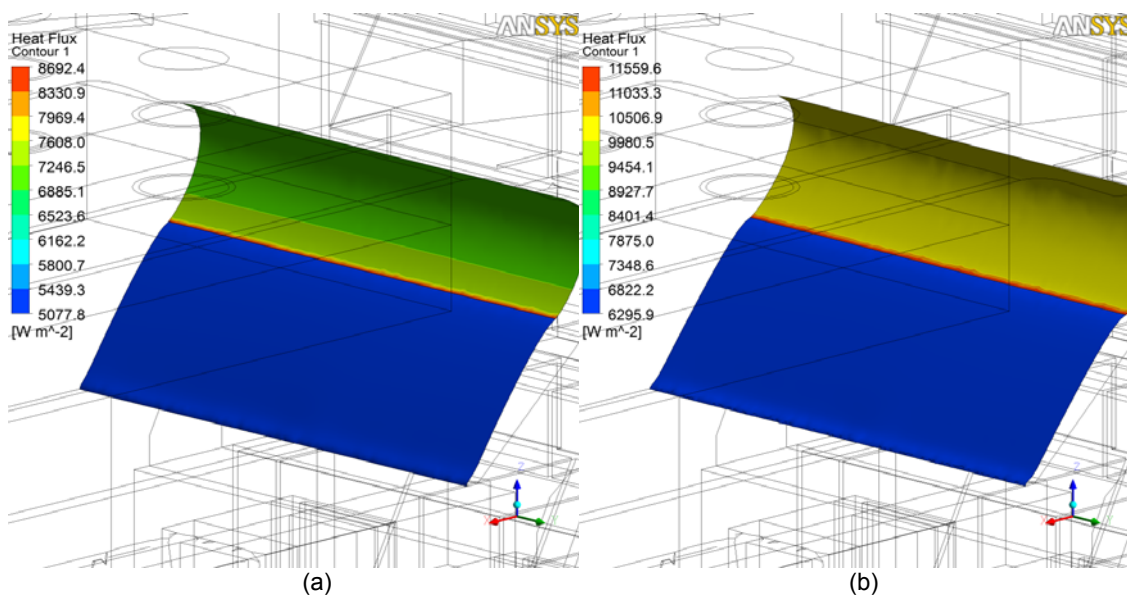 ANSYS
Heat Flux
Contour 1
8692.4
8330.9
7969.4
7608.0
7246.5
6885.1
6523.6
6162.2
5800.7
5439.3
5077.8
[W m^-2]
Z
X
(a)
ANSYS
Heat Flux
Contour 1
11559.6
11033.3
10506.9
9980.5
9454.1
8927.7
8401.4
7875.0
7348.6
6822.2
6295.9
[W m^-2]
Z
(b)